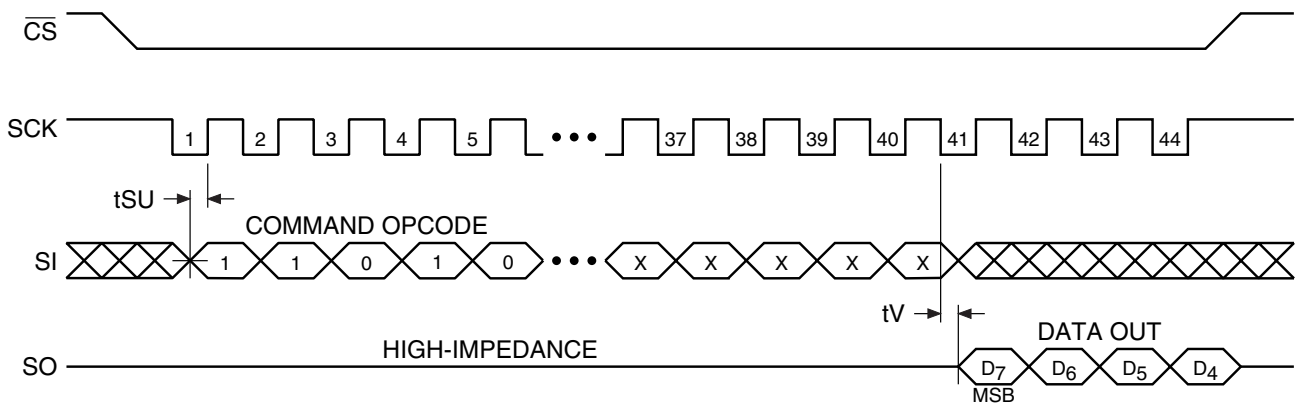 CS
SCK
1 2 3 4 5 ••• 37 38 39 40 41 42 43 44
tSU
COMMAND OPCODE
SI
1 1 0 1 0 ••• X X X X X
tV
DATA OUT
HIGH-IMPEDANCE
SO
D7 D6 D5 D4
MSB